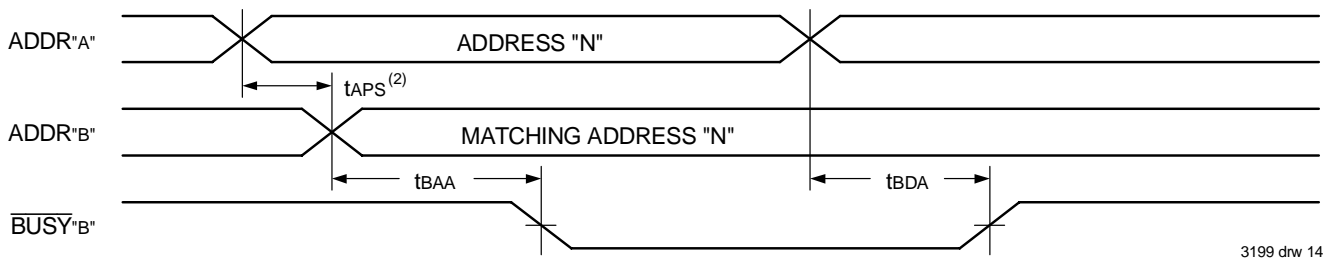 ADDR"A"
ADDRESS "N"
tAPS(2)
ADDR"B"
MATCHING ADDRESS "N"
tBAA
tBDA
BUSY"B"
3199 drw 14